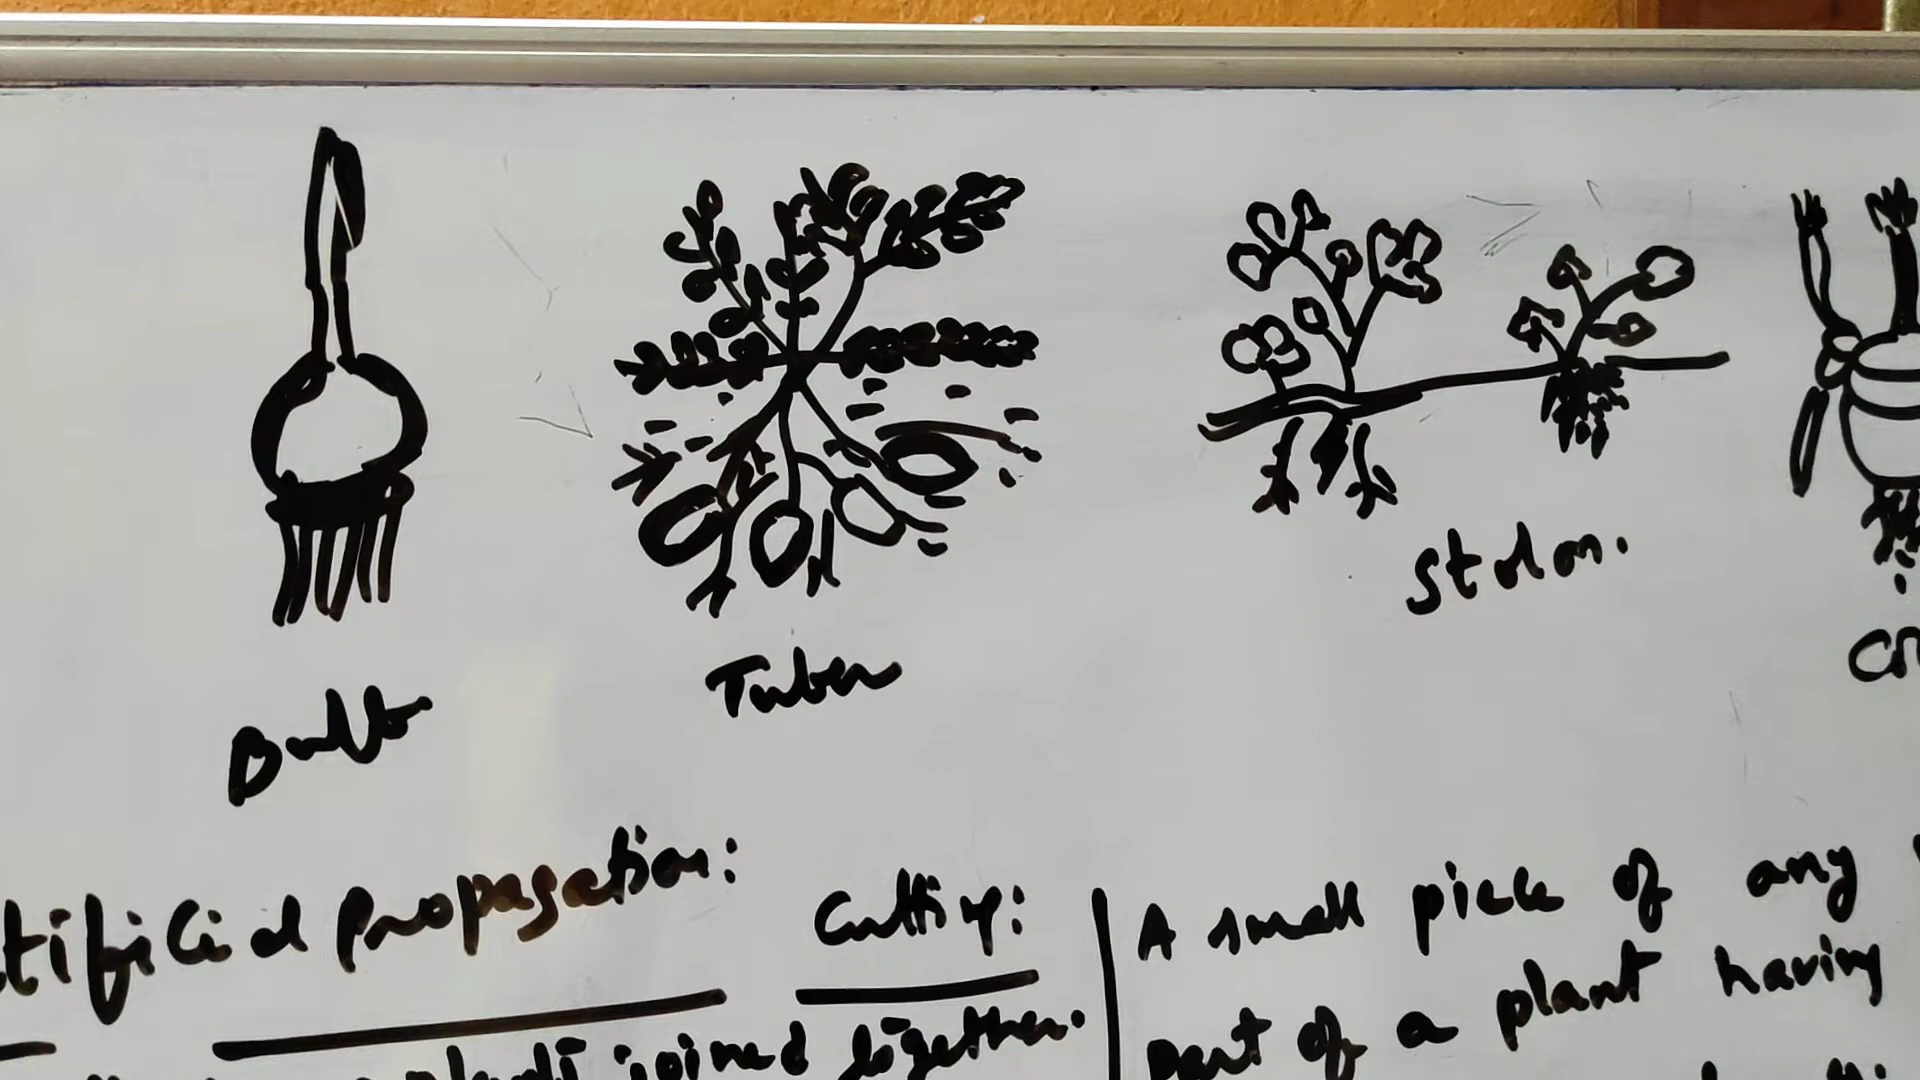 Bulb
Tuber
Stolon.
tificial propagation:
Cutting:
joined together.
A small piece of any
part of a plant having